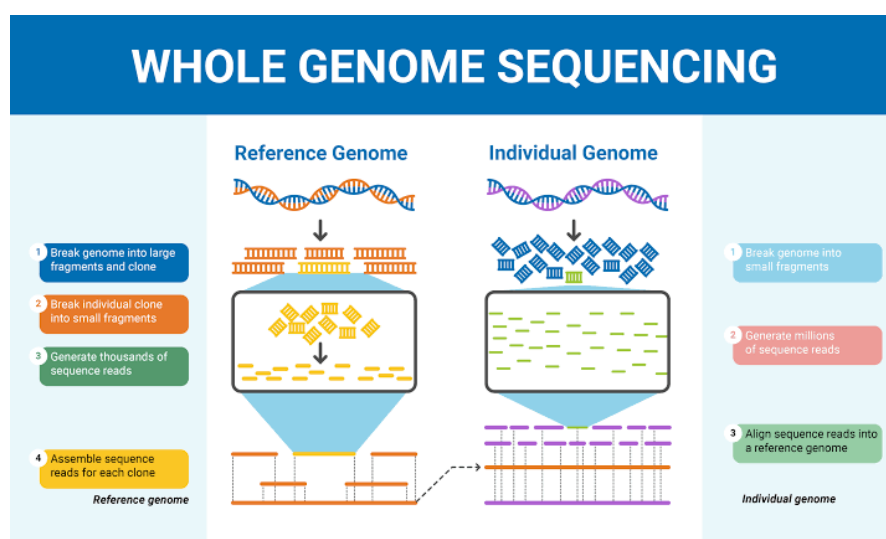 WHOLE GENOME SEQUENCING
Reference Genome
Individual Genome
1 Break genome into large
fragments and clone
2 Break individual clone
into small fragments
3 Generate thousands of
sequence reads
4 Assemble sequence
reads for each clone
Reference genome
1 Break genome into
small fragments
2 Generate millions
of sequence reads
3 Align sequence reads into
a reference genome
Individual genome